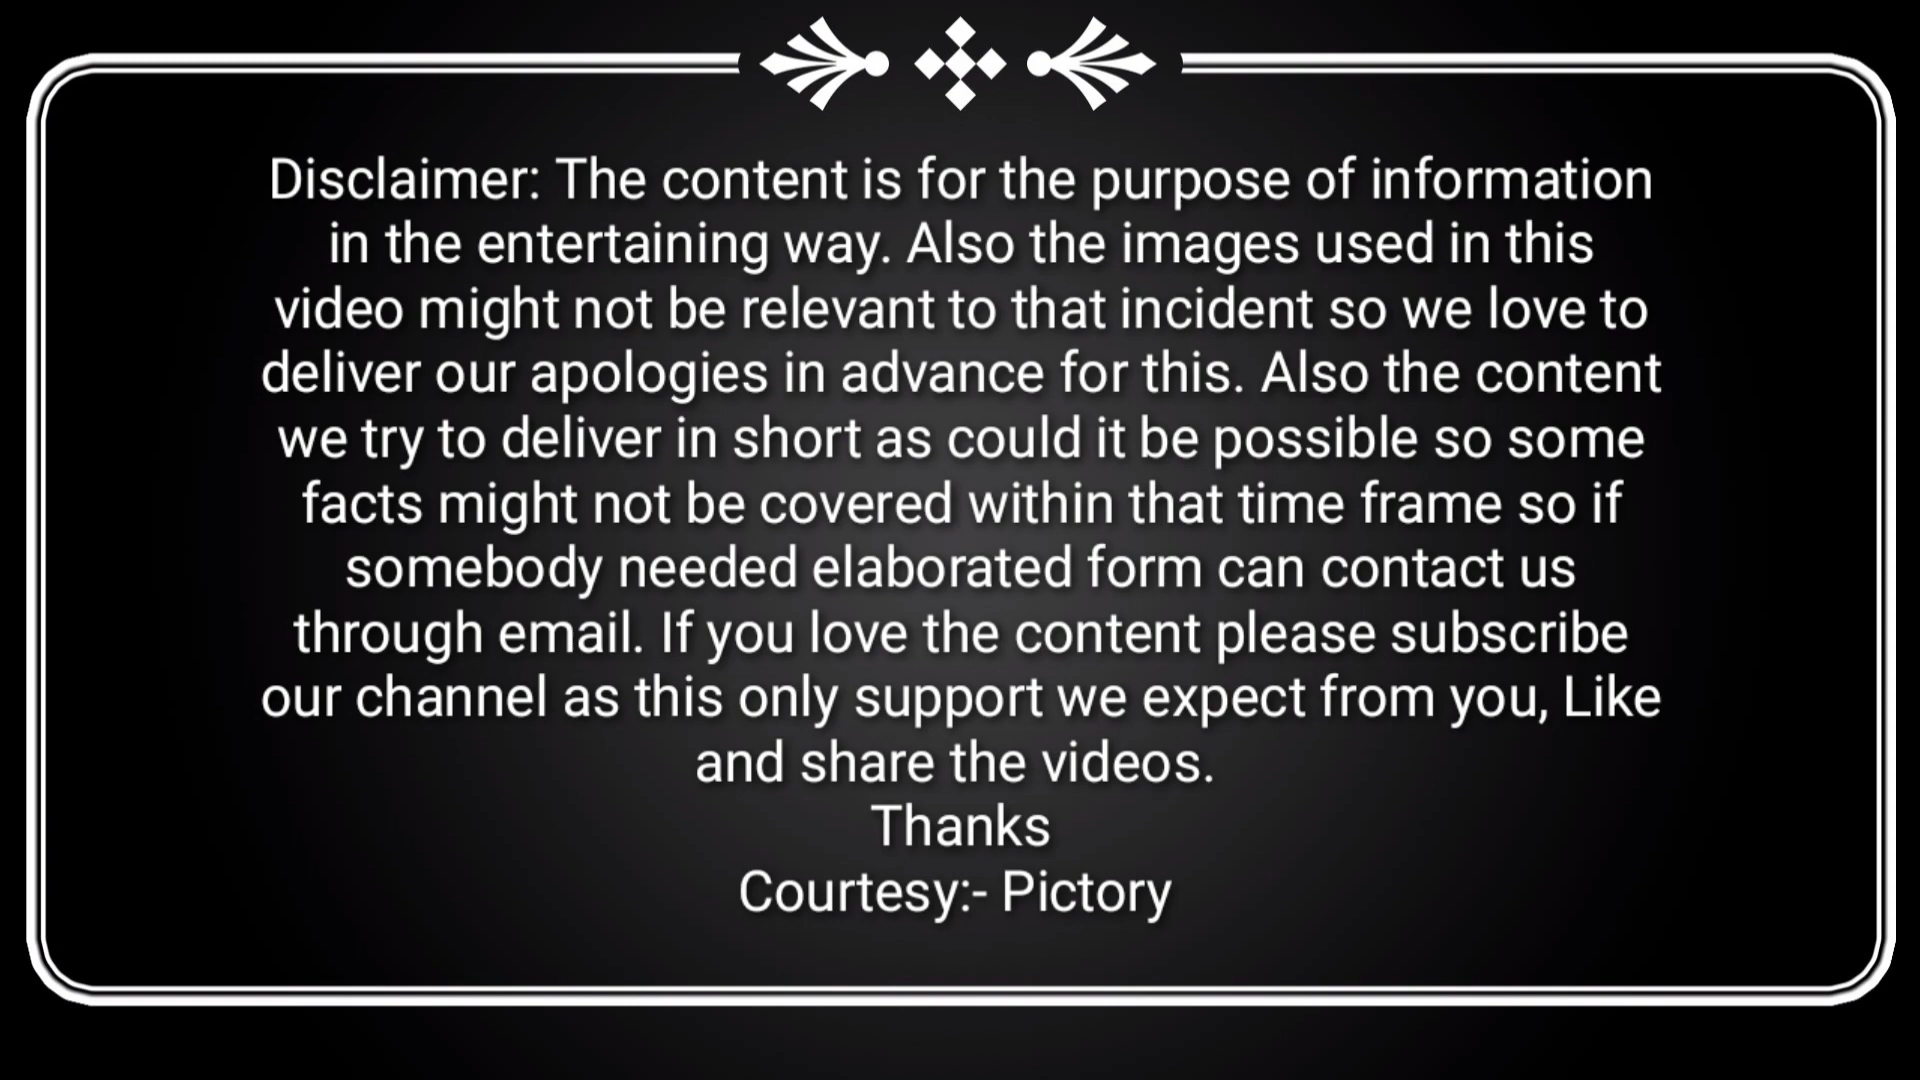 Disclaimer: The content is for the purpose of information
in the entertaining way. Also the images used in this
video might not be relevant to that incident so we love to
deliver our apologies in advance for this. Also the content
we try to deliver in short as could it be possible so some
facts might not be covered within that time frame so if
somebody needed elaborated form can contact us
through email. If you love the content please subscribe
our channel as this only support we expect from you, Like
and share the videos.
Thanks
Courtesy:- Pictory